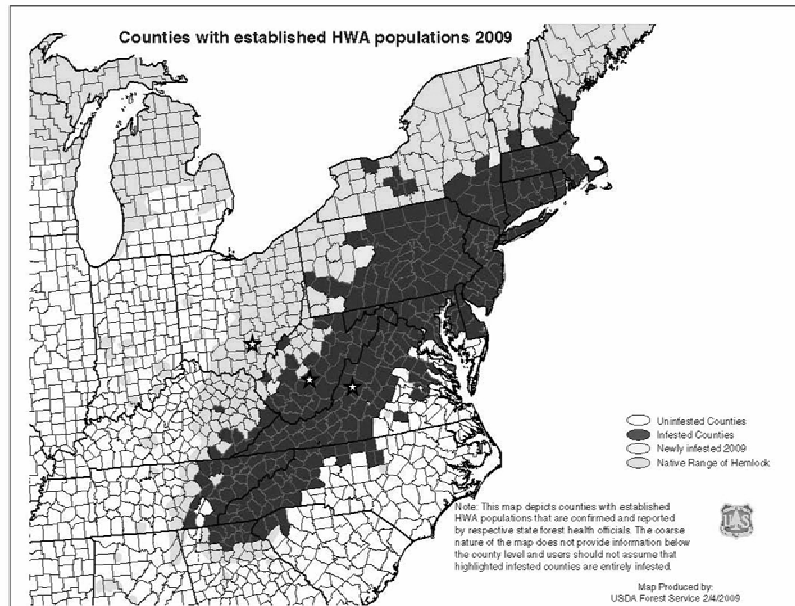 Counties with established HWA populations 2009
Uninfested Counties
Infested Counties
Newly infested 2009
Native Range of Hemlock
Note: This map depicts counties with established
HWA populations that are confirmed and reported
by respective state forest health officials. The coarse
nature of the map does not provide information below
the county level and users should not assume that
highlighted infested counties are entirely infested.
Map Produced by:
USDA Forest Service 2/4/2009